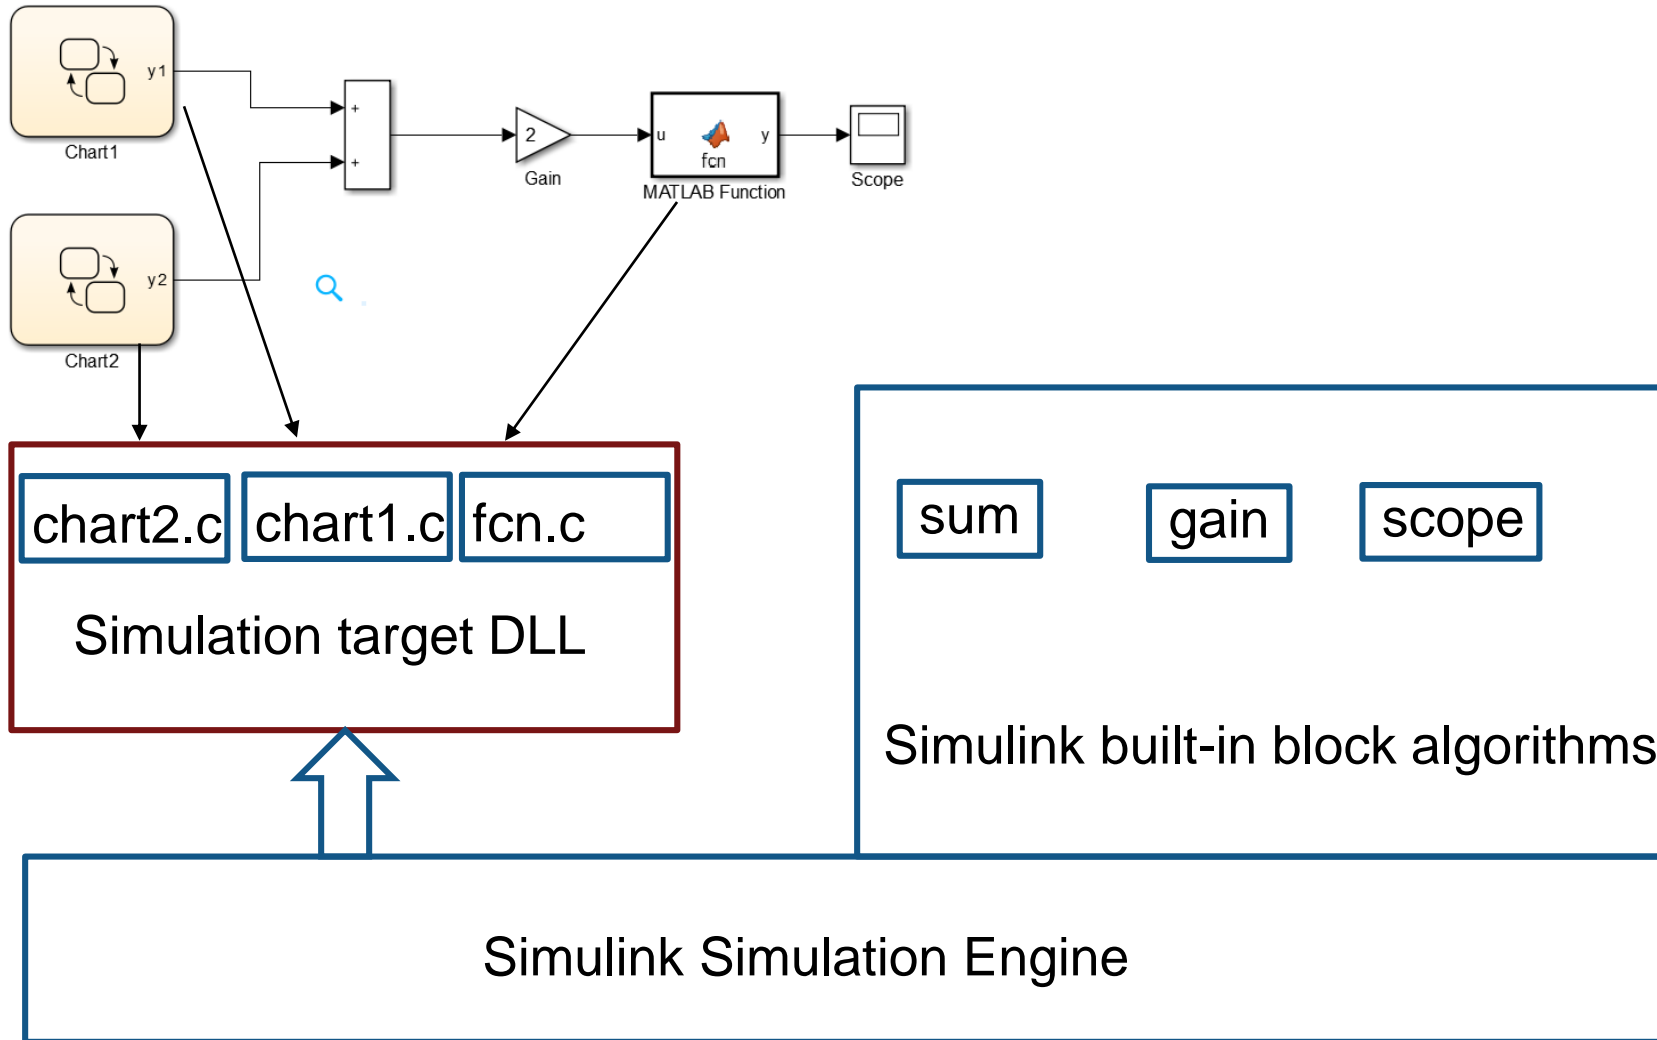 y1
Chart1
+
+
2
Gain
u
fcn
y
MATLAB Function
Scope
y2
Chart2
chart2.c
chart1.c
fcn.c
Simulation target DLL
sum
gain
scope
Simulink built-in block algorithms
Simulink Simulation Engine